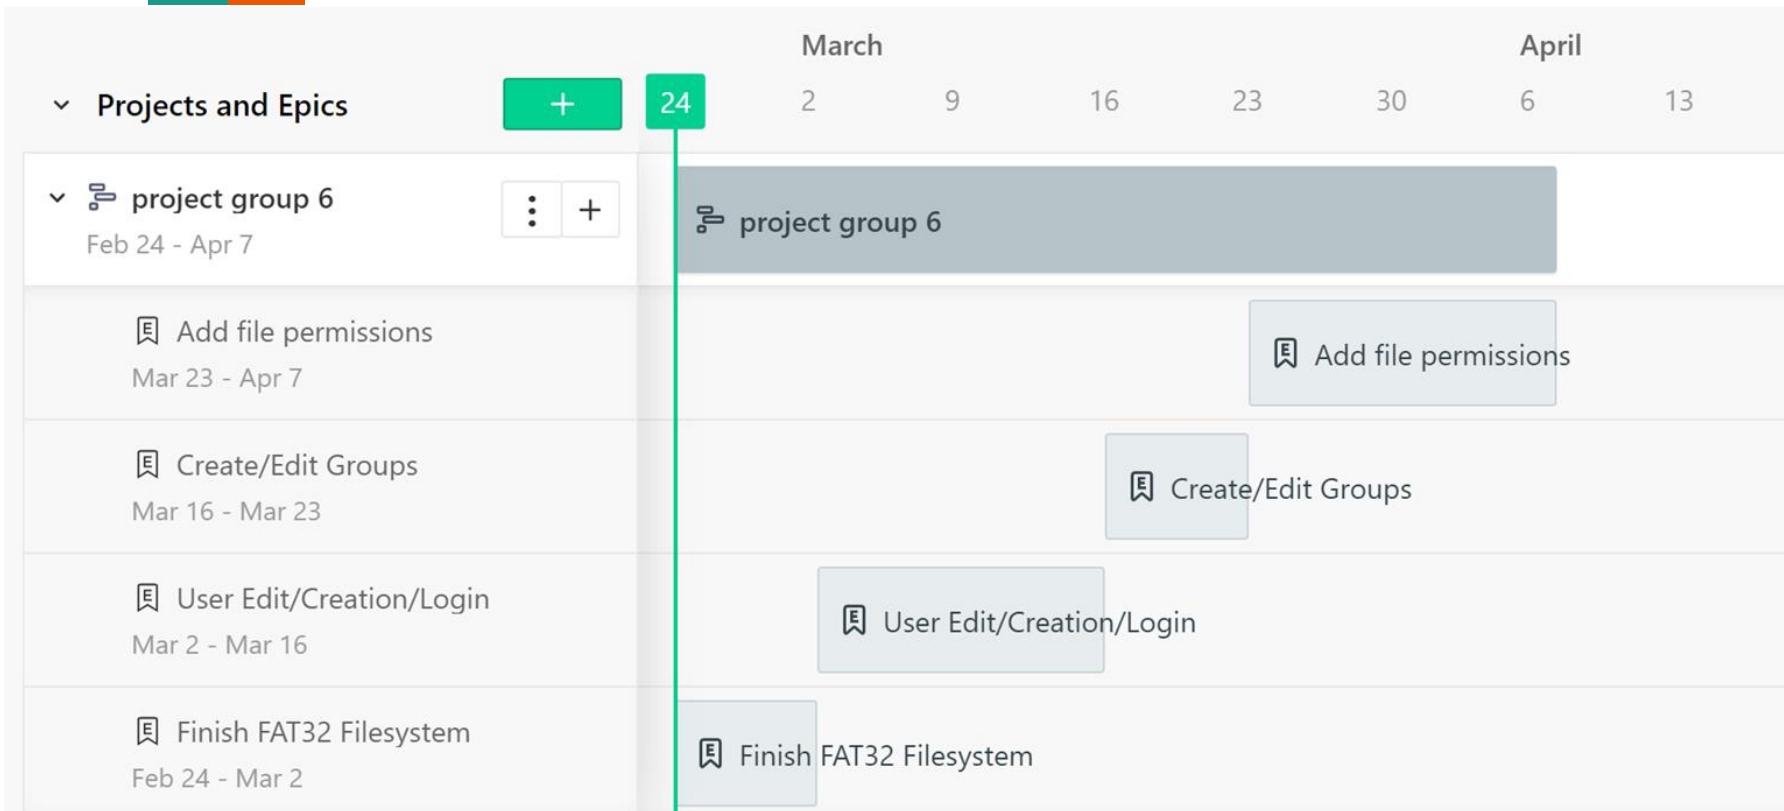 March April
Projects and Epics + 24 2 9 16 23 30 6 13
project group 6
Feb 24 - Apr 7
+
project group 6
Add file permissions
Mar 23 - Apr 7
E Add file permissions
Create/Edit Groups
Mar 16 - Mar 23
E Create/Edit Groups
User Edit/Creation/Login
Mar 2 - Mar 16
E User Edit/Creation/Login
Finish FAT32 Filesystem
Feb 24 - Mar 2
E Finish FAT32 Filesystem